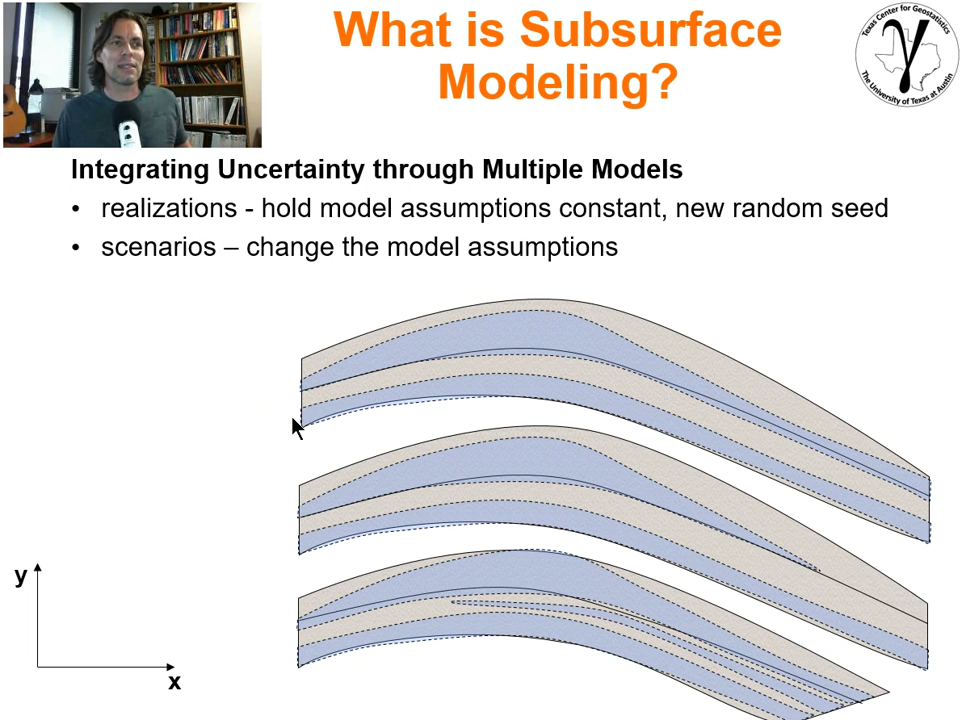 What is Subsurface
Modeling?
Texas Center for Geostatistics
The University of Texas at Austin
γ
Integrating Uncertainty through Multiple Models
• realizations - hold model assumptions constant, new random seed
• scenarios – change the model assumptions
y
x